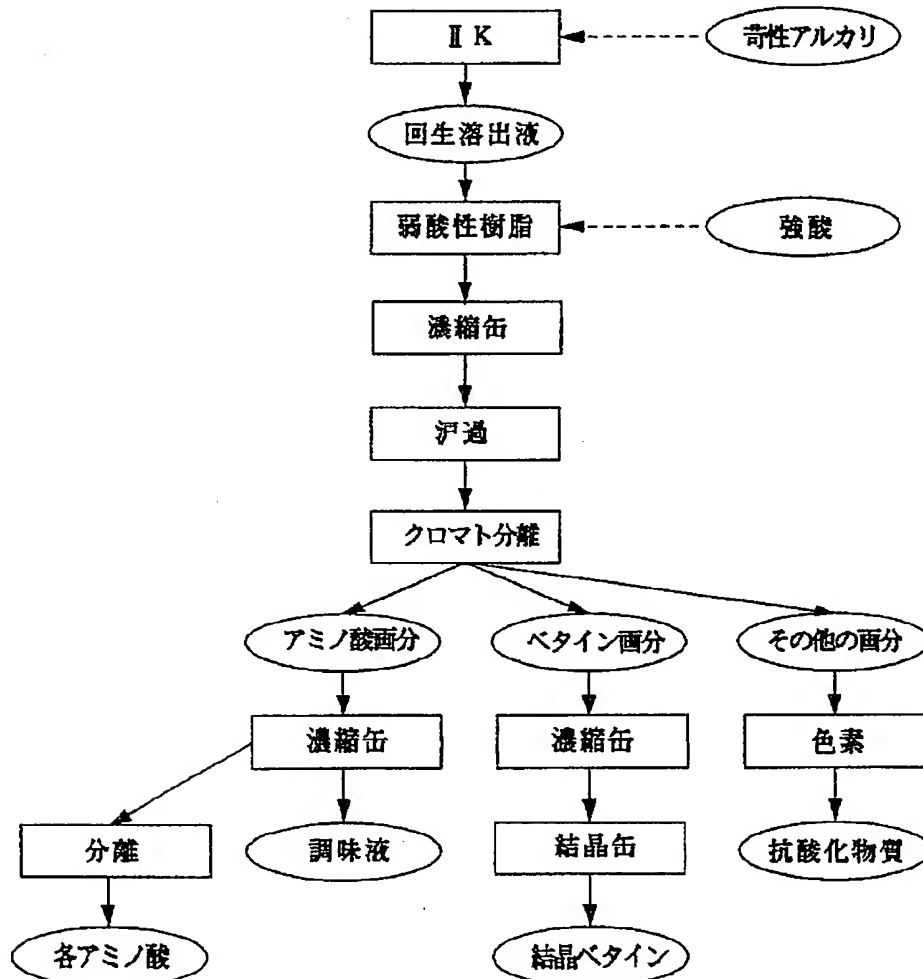 ⅡK
苛性アルカリ
回生溶出液
弱酸性樹脂
強酸
濃縮缶
沪過
クロマト分離
アミノ酸画分
ベタイン画分
その他の画分
濃縮缶
濃縮缶
色素
分離
調味液
結晶缶
抗酸化物質
各アミノ酸
結晶ベタイン